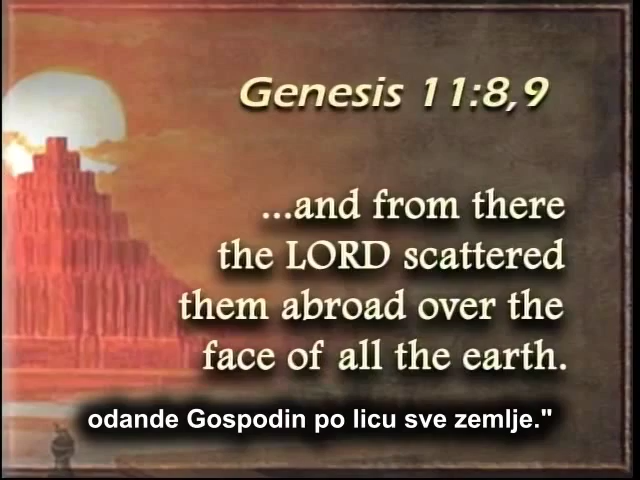 Genesis 11:8,9
...and from there
the LORD scattered
them abroad over the
face of all the earth.
odande Gospodin po licu sve zemlje."